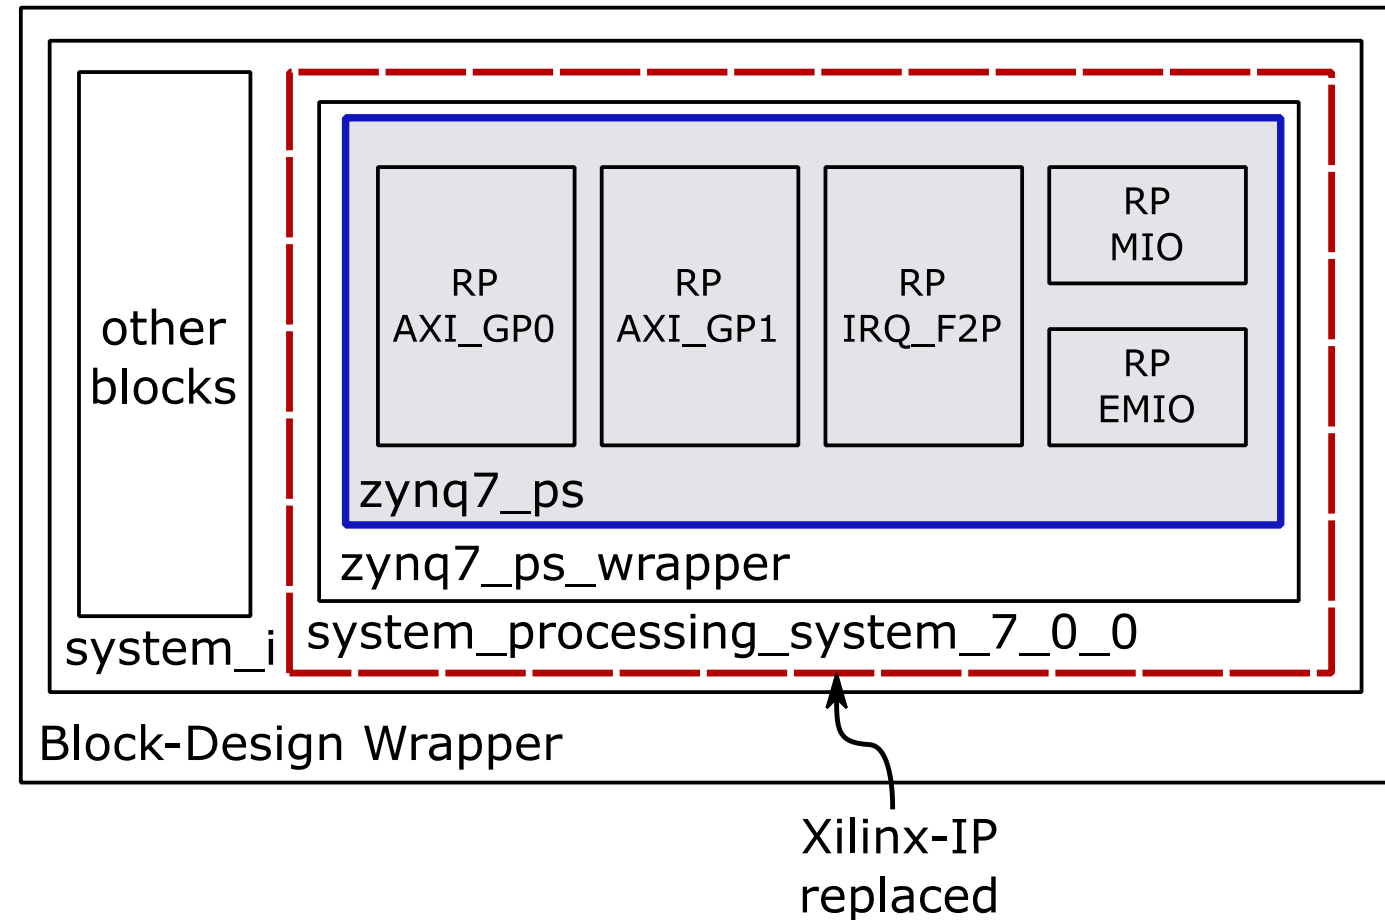 other
blocks
RP
AXI_GP0
RP
AXI_GP1
RP
IRQ_F2P
RP
MIO
RP
EMIO
zynq7_ps
zynq7_ps_wrapper
system_processing_system_7_0_0
system_i
Block-Design Wrapper
Xilinx-IP
replaced